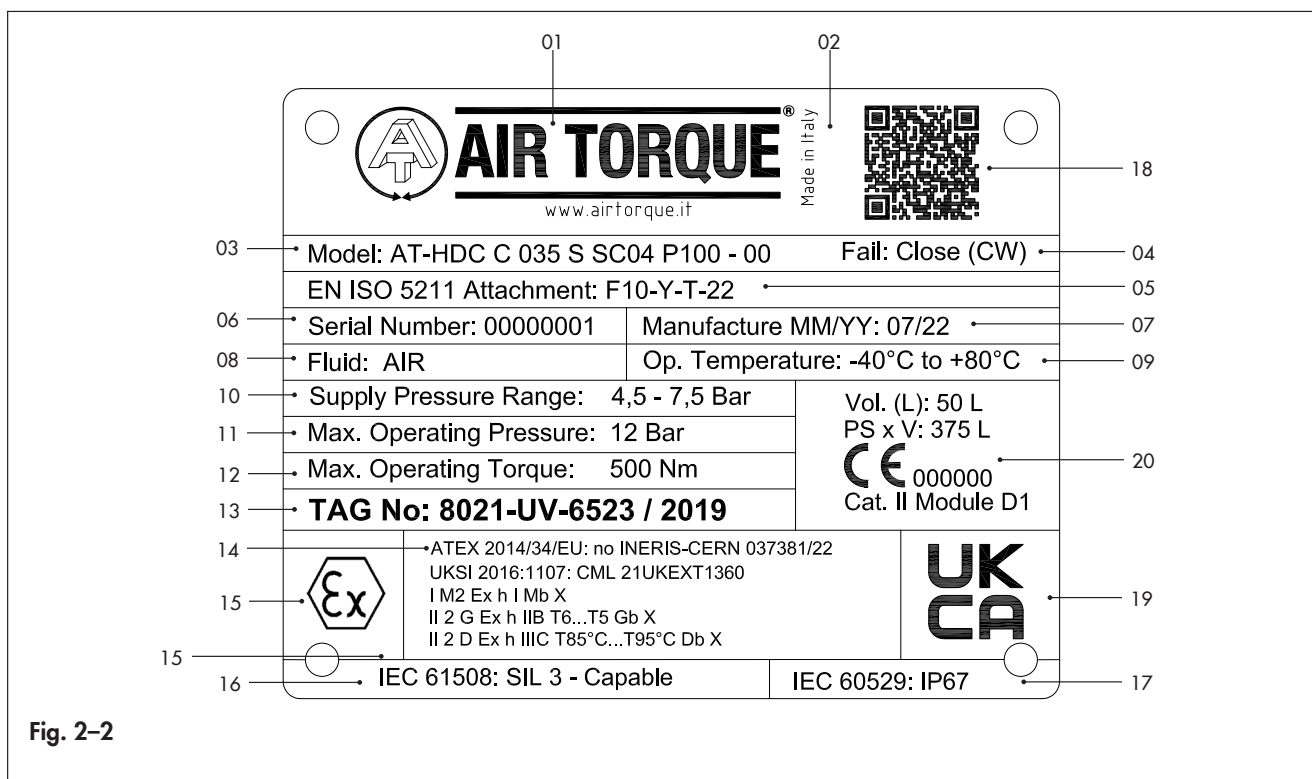 01
02
AT
AIR TORQUE®
Made in Italy
www.airtorque.it
18
03
Model: AT-HDC C 035 S SC04 P100 - 00
Fail: Close (CW)
04
EN ISO 5211 Attachment: F10-Y-T-22
05
06
Serial Number: 00000001
Manufacture MM/YY: 07/22
07
08
Fluid: AIR
Op. Temperature: -40°C to +80°C
09
10
Supply Pressure Range: 4,5 - 7,5 Bar
11
Max. Operating Pressure: 12 Bar
12
Max. Operating Torque: 500 Nm
13
TAG No: 8021-UV-6523 / 2019
Vol. (L): 50 L
PS x V: 375 L
CE 000000
Cat. II Module D1
20
14
ATEX 2014/34/EU: no INERIS-CERN 037381/22
UKSI 2016:1107: CML 21UKEXT1360
I M2 Ex h I Mb X
II 2 G Ex h IIB T6...T5 Gb X
II 2 D Ex h IIIC T85°C...T95°C Db X
15
Ex
UK
CA
19
15
16
IEC 61508: SIL 3 - Capable
IEC 60529: IP67
17
Fig. 2–2